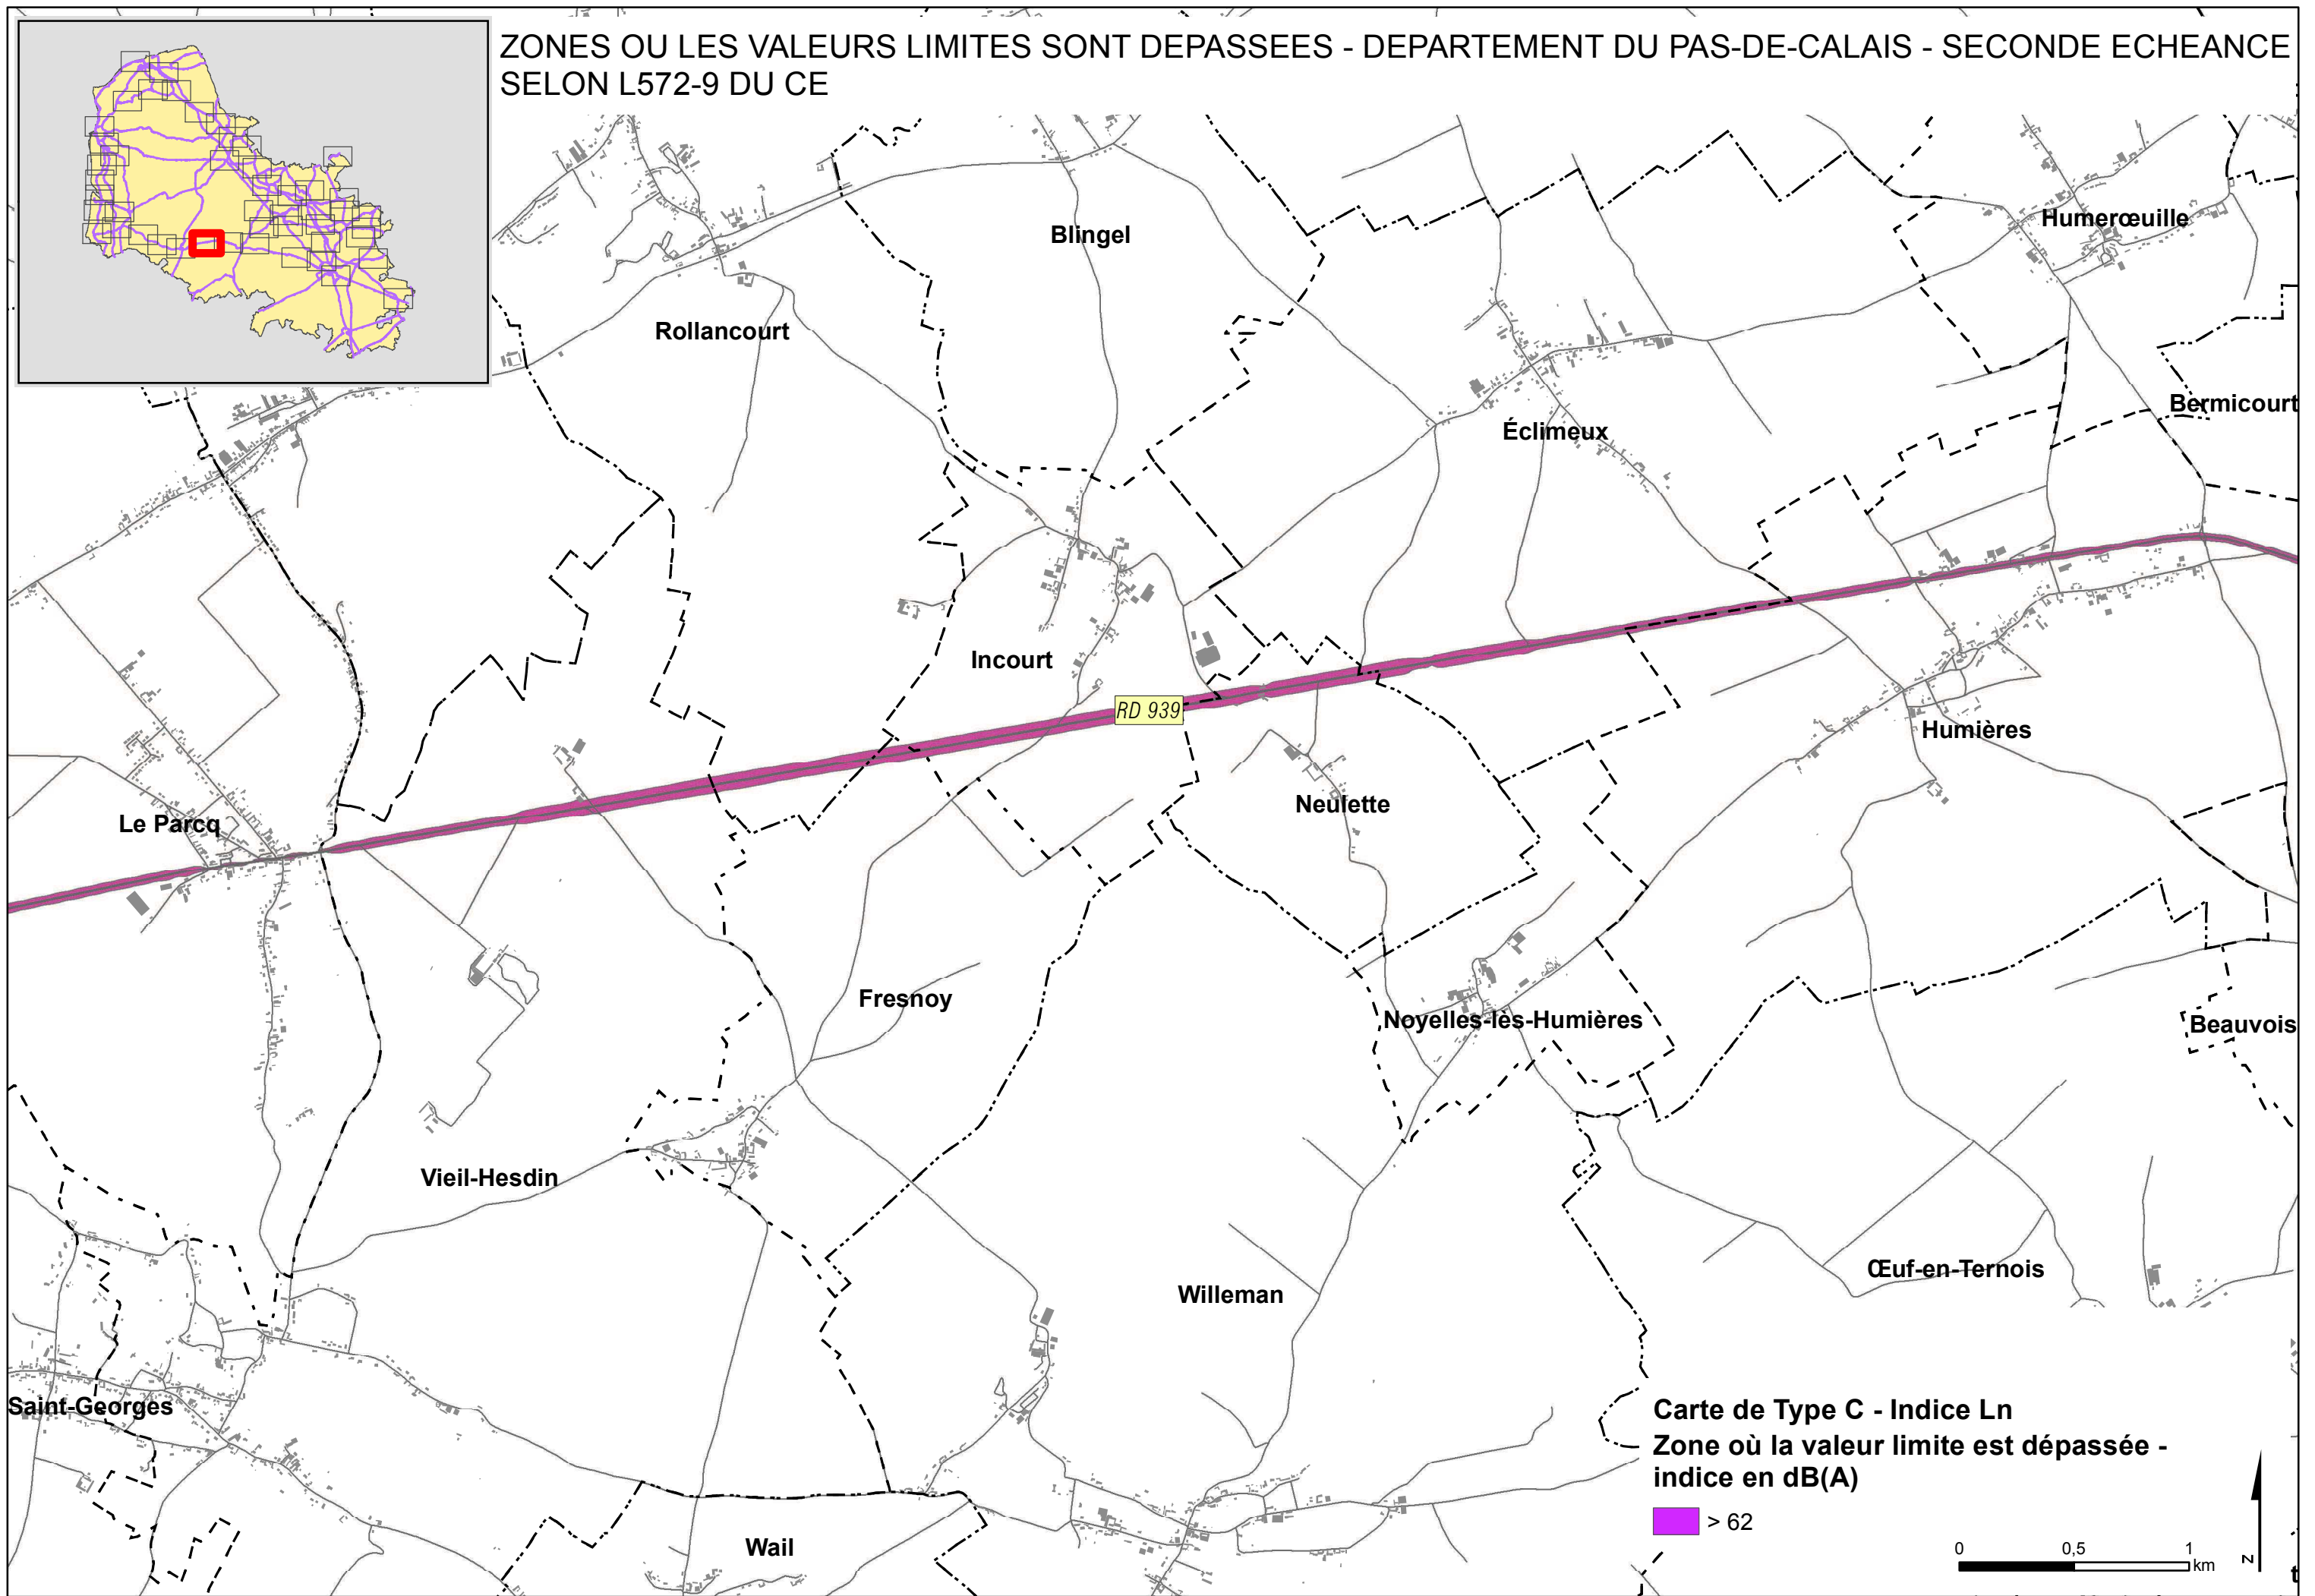 ZONES OU LES VALEURS LIMITES SONT DEPASSEES - DEPARTEMENT DU PAS-DE-CALAIS - SECONDE ECHEANCE
SELON L572-9 DU CE
Humerœuille
Blingel
Rollancourt
Bermicourt
Éclimeux
Incourt
RD 939
Humières
Neulette
Le Parcq
Fresnoy
Noyelles-lès-Humières
Beauvois
Vieil-Hesdin
Œuf-en-Ternois
Willeman
Saint-Georges
Wail
Carte de Type C - Indice Ln
Zone où la valeur limite est dépassée -
indice en dB(A)
> 62
0 0,5 1
km
N